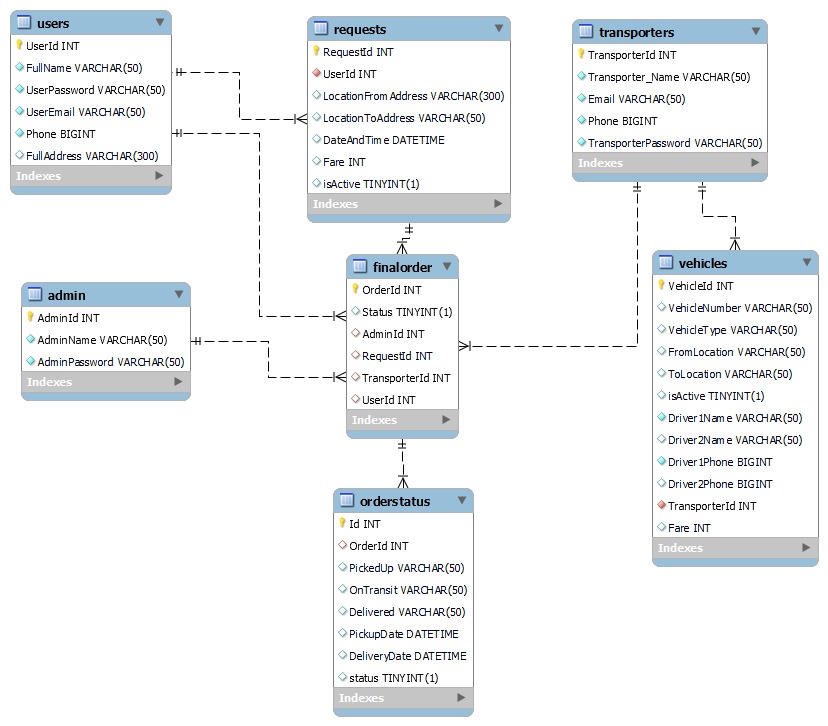 users
UserId INT
FullName VARCHAR(50)
UserPassword VARCHAR(50)
UserEmail VARCHAR(50)
Phone BIGINT
FullAddress VARCHAR(300)
Indexes
requests
RequestId INT
UserId INT
LocationFromAddress VARCHAR(300)
LocationToAddress VARCHAR(50)
DateAndTime DATETIME
Fare INT
isActive TINYINT(1)
Indexes
transporters
TransporterId INT
Transporter_Name VARCHAR(50)
Email VARCHAR(50)
Phone BIGINT
TransporterPassword VARCHAR(50)
Indexes
admin
AdminId INT
AdminName VARCHAR(50)
AdminPassword VARCHAR(50)
Indexes
finalorder
OrderId INT
Status TINYINT(1)
AdminId INT
RequestId INT
TransporterId INT
UserId INT
Indexes
vehicles
VehicleId INT
VehicleNumber VARCHAR(50)
VehicleType VARCHAR(50)
FromLocation VARCHAR(50)
ToLocation VARCHAR(50)
isActive TINYINT(1)
Driver1Name VARCHAR(50)
Driver2Name VARCHAR(50)
Driver1Phone BIGINT
Driver2Phone BIGINT
TransporterId INT
Fare INT
Indexes
orderstatus
Id INT
OrderId INT
PickedUp VARCHAR(50)
OnTransit VARCHAR(50)
Delivered VARCHAR(50)
PickupDate DATETIME
DeliveryDate DATETIME
status TINYINT(1)
Indexes